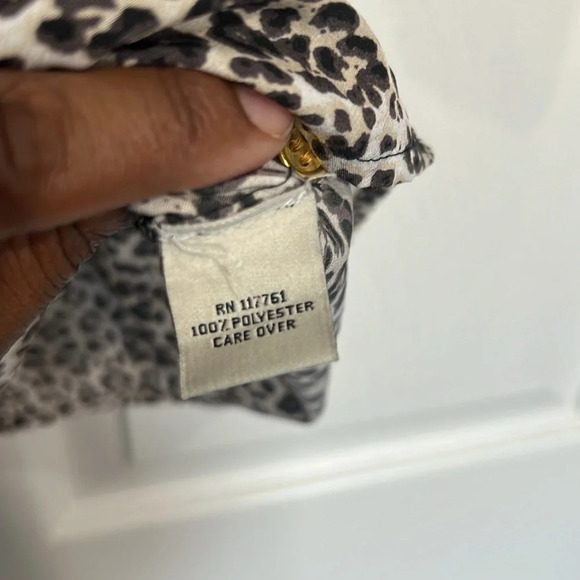 RN 117761
100% POLYESTER
CARE OVER